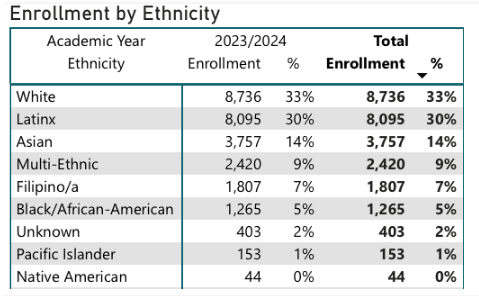 Enrollment by Ethnicity
Academic Year 2023/2024 Total
Ethnicity Enrollment % Enrollment %
White 8,736 33% 8,736 33%
Latinx 8,095 30% 8,095 30%
Asian 3,757 14% 3,757 14%
Multi-Ethnic 2,420 9% 2,420 9%
Filipino/a 1,807 7% 1,807 7%
Black/African-American 1,265 5% 1,265 5%
Unknown 403 2% 403 2%
Pacific Islander 153 1% 153 1%
Native American 44 0% 44 0%